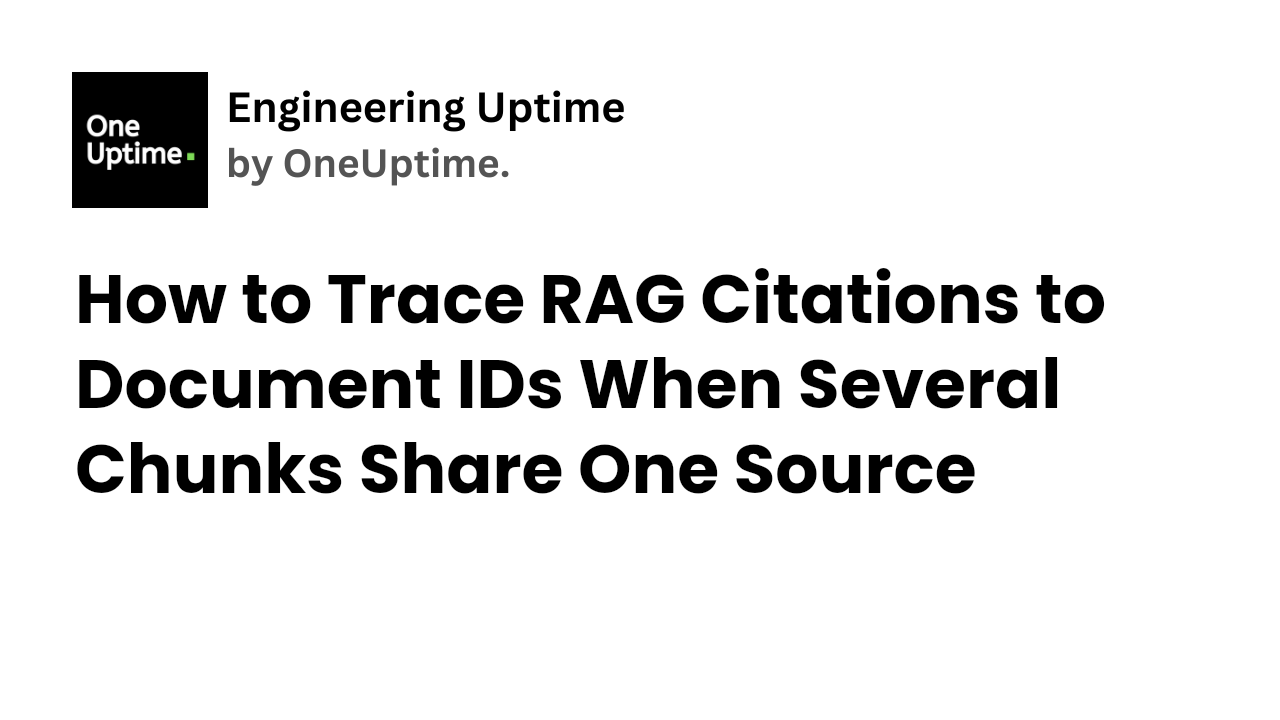 One
Uptime.
Engineering Uptime
by OneUptime.
How to Trace RAG Citations to
Document IDs When Several
Chunks Share One Source